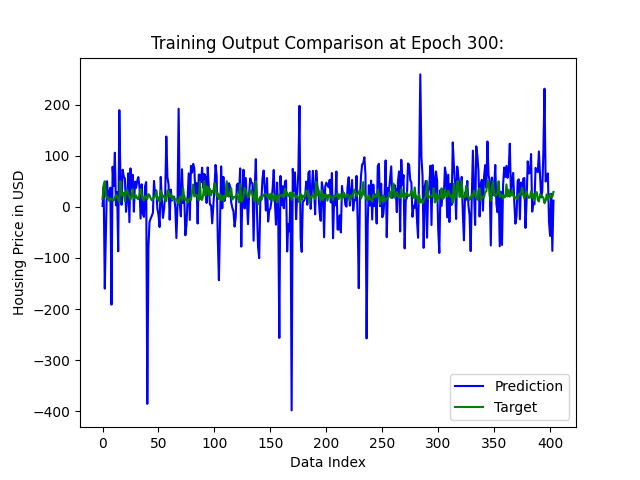 Training Output Comparison at Epoch 300:
200
100
0
−100
−200
−300
−400
Housing Price in USD
0 50 100 150 200 250 300 350 400
Data Index
Prediction
Target